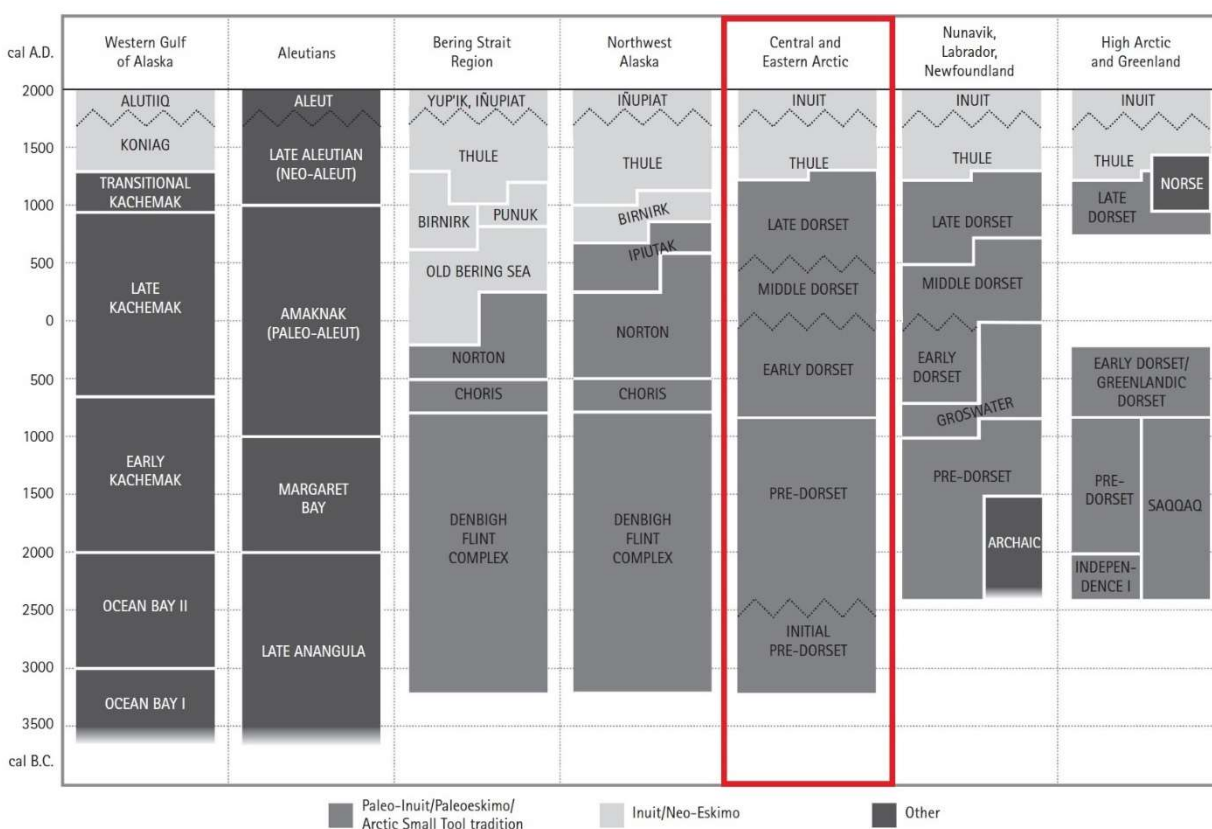 cal A.D.
Western Gulf
of Alaska
Aleutians
Bering Strait
Region
Northwest
Alaska
Central and
Eastern Arctic
Nunavik,
Labrador,
Newfoundland
High Arctic
and Greenland
2000
1500
1000
500
0
500
1000
1500
2000
2500
3000
3500
cal B.C.
ALUTIIQ
KONIAG
TRANSITIONAL
KACHEMAK
LATE
KACHEMAK
EARLY
KACHEMAK
OCEAN BAY II
OCEAN BAY I
ALEUT
LATE ALEUTIAN
(NEO-ALEUT)
AMAKNAK
(PALEO-ALEUT)
MARGARET
BAY
LATE ANANGULA
YUP'IK, IÑUPIAT
THULE
BIRNIRK
PUNUK
OLD BERING SEA
NORTON
CHORIS
DENBIGH
FLINT
COMPLEX
IÑUPIAT
THULE
BIRNIRK
IPIUTAK
NORTON
CHORIS
DENBIGH
FLINT
COMPLEX
INUIT
THULE
LATE DORSET
MIDDLE DORSET
EARLY DORSET
PRE-DORSET
INITIAL
PRE-DORSET
INUIT
THULE
LATE DORSET
MIDDLE DORSET
EARLY
DORSET
GROSWATER
PRE-DORSET
ARCHAIC
INUIT
THULE
NORSE
LATE
DORSET
EARLY DORSET/
GREENLANDIC
DORSET
PRE-
DORSET
SAQQAQ
INDEPEN-
DENCE I
Paleo-Inuit/Paleoeskimo/
Arctic Small Tool tradition
Inuit/Neo-Eskimo
Other